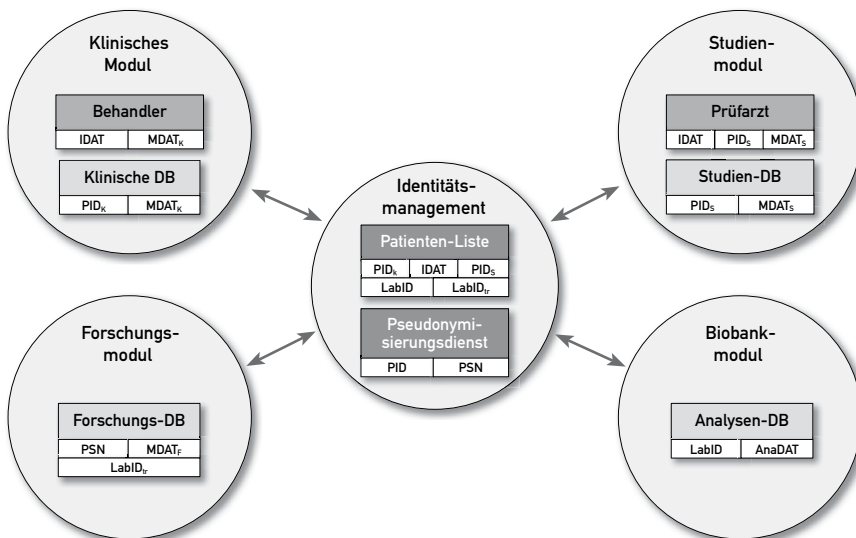 Klinisches
Modul
Behandler
IDAT MDATK
Klinische DB
PIDK MDATK
Studien-
modul
Prüfarzt
IDAT PIDS MDATS
Studien-DB
PIDS MDATS
Identitäts-
management
Patienten-Liste
PIDk IDAT PIDS
LabID LabIDtr
Pseudonymi-
sierungsdienst
PID PSN
Forschungs-
modul
Forschungs-DB
PSN MDATF
LabIDtr
Biobank-
modul
Analysen-DB
LabID AnaDAT